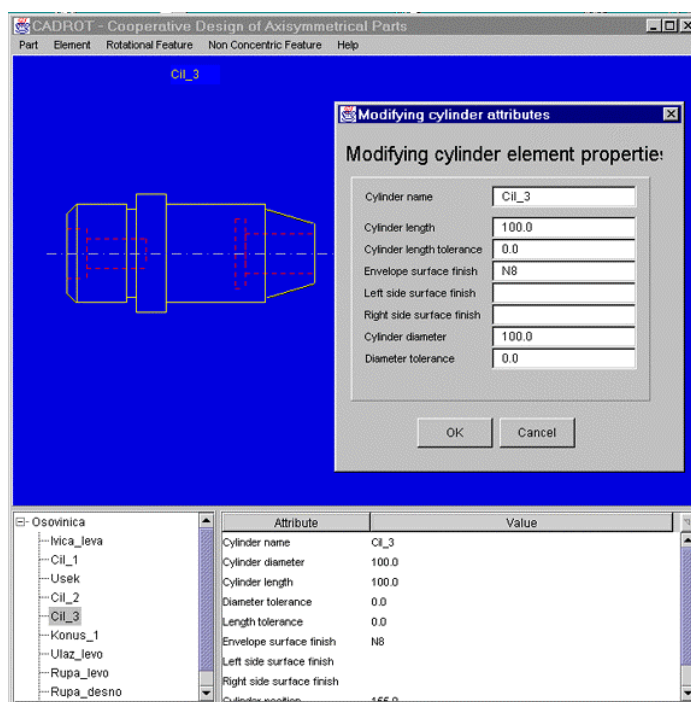 CADROT - Cooperative Design of Axisymmetrical Parts
Part Element Rotational Feature Non Concentric Feature Help
Cil_3
Modifying cylinder attributes
Modifying cylinder element propertie
Cylinder name Cil_3
Cylinder length 100.0
Cylinder length tolerance 0.0
Envelope surface finish N8
Left side surface finish
Right side surface finish
Cylinder diameter 100.0
Diameter tolerance 0.0
OK Cancel
Osovinica
Ivica_leva
Cil_1
Usek
Cil_2
Cil_3
Konus_1
Ulaz_levo
Rupa_levo
Rupa_desno
Attribute Value
Cylinder name Cil_3
Cylinder diameter 100.0
Cylinder length 100.0
Diameter tolerance 0.0
Length tolerance 0.0
Envelope surface finish N8
Left side surface finish
Right side surface finish
Cylinder position 155.0